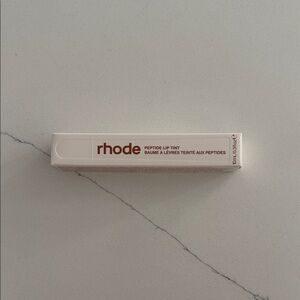 rhode
PEPTIDE LIP TINT
BAUME À LÈVRES TEINTÉ AUX PEPTIDES